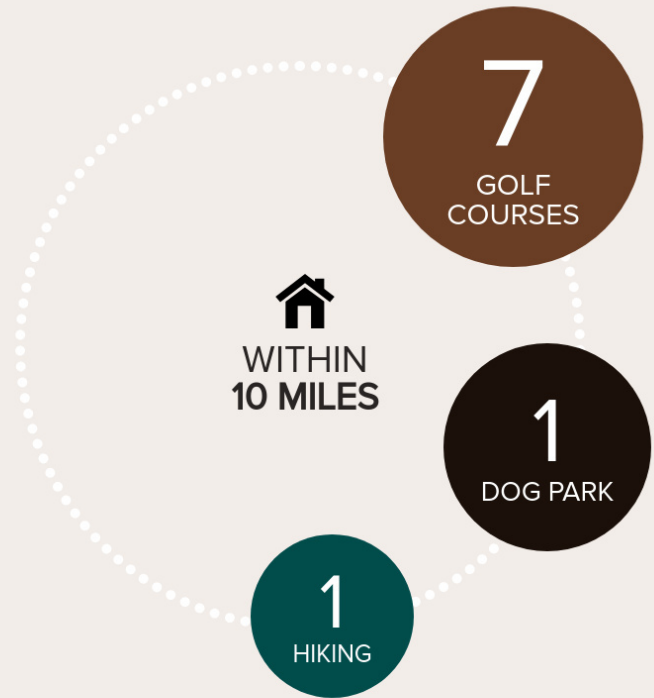 7
GOLF
COURSES
WITHIN
10 MILES
1
DOG PARK
1
HIKING